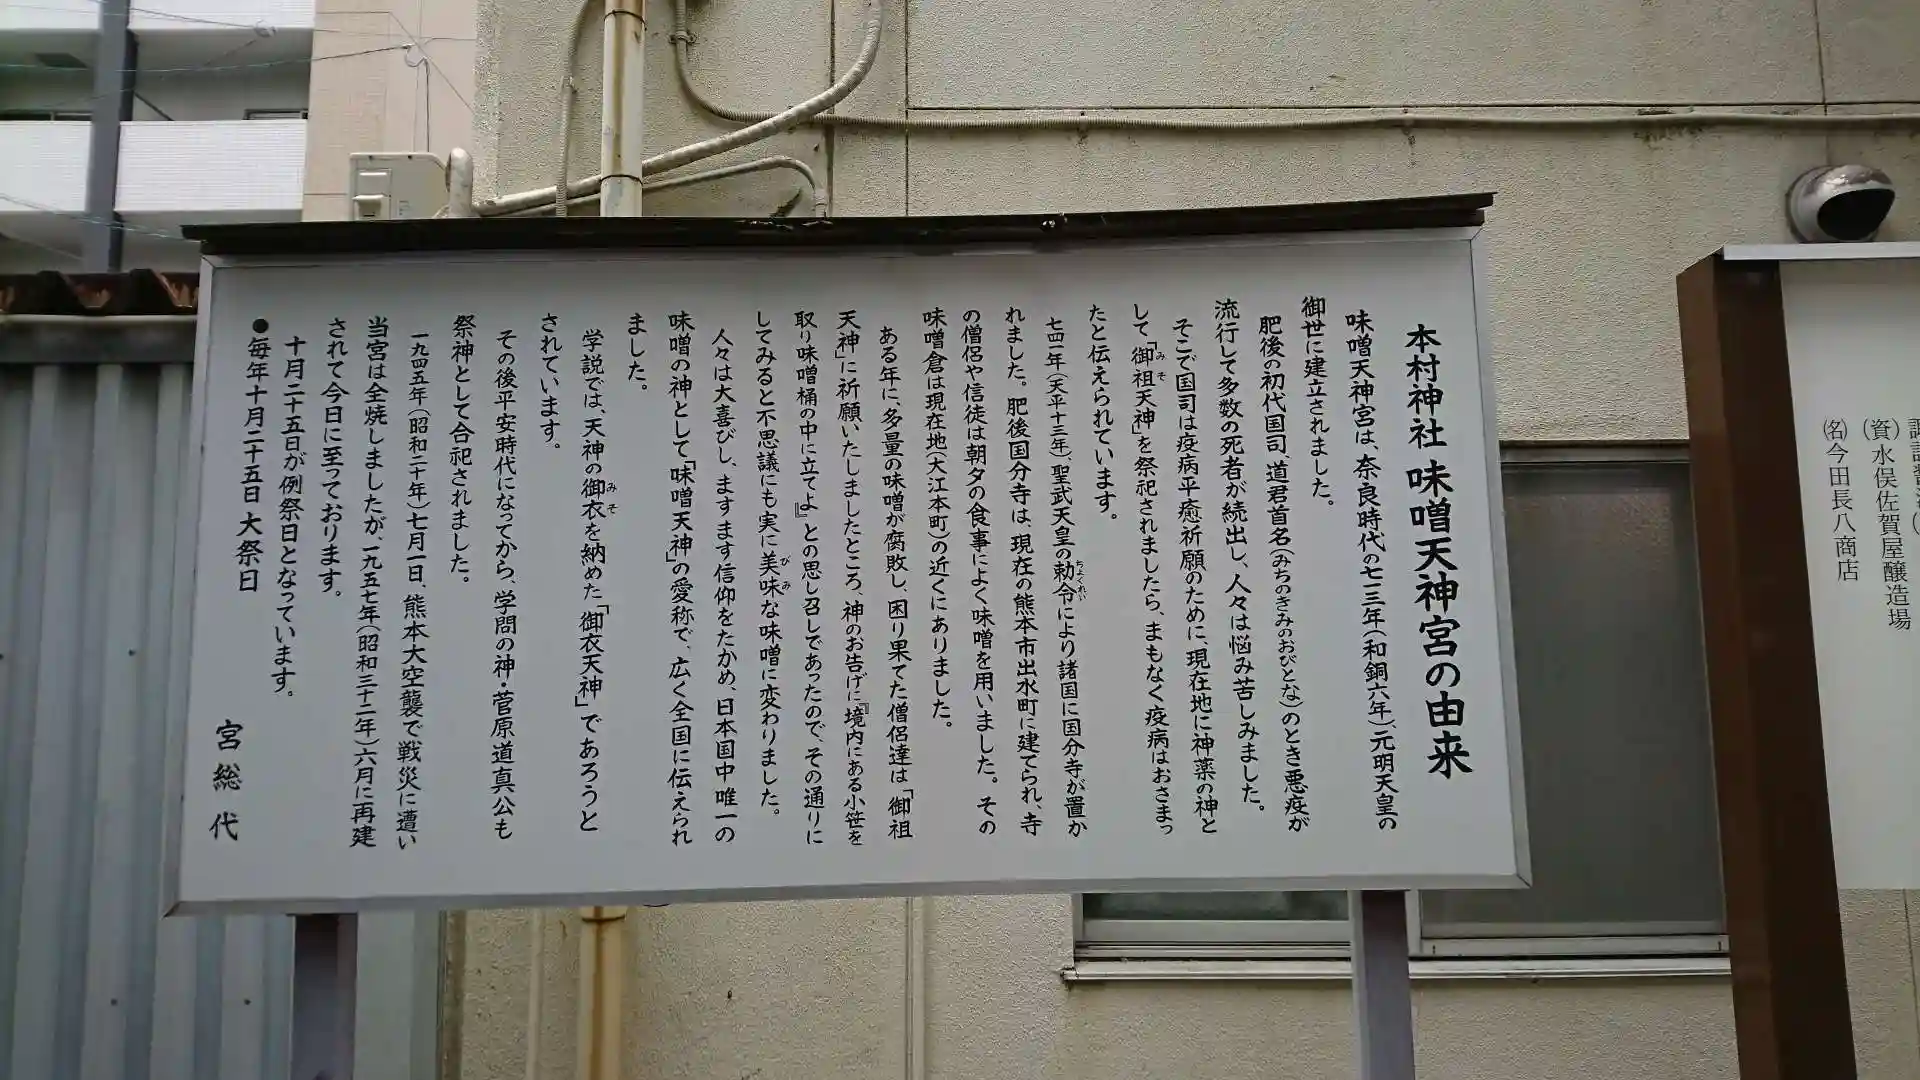 本村神社 味噌天神宮の由来
味噌天神宮は、奈良時代の七一三年(和銅六年)、元明天皇の
御世に建立されました。
肥後の初代国司、道君首名(みちのきみのおびとな)のとき悪疫が
流行して多数の死者が続出し、人々は悩み苦しみました。
そこで国司は疫病平癒祈願のために、現在地に神薬の神と
して「御祖天神」を祭祀されましたら、まもなく疫病はおさまっ
みそ
たと伝えられています。
七四一年(天平十三年)、聖武天皇の勅令により諸国に国分寺が置か
ちょくれい
れました。肥後国分寺は、現在の熊本市出水町に建てられ、寺
の僧侶や信徒は朝夕の食事によく味噌を用いました。その
味噌倉は現在地(大江本町)の近くにありました。
ある年に、多量の味噌が腐敗し、困り果てた僧侶達は「御祖
天神」に祈願いたしましたところ、神のお告げに『境内にある小笹を
取り味噌桶の中に立てよ』との思し召しであったので、その通りに
してみると不思議にも実に美味な味噌に変わりました。
びみ
人々は大喜びし、ますます信仰をたかめ、日本国中唯一の
味噌の神として「味噌天神」の愛称で、広く全国に伝えられ
ました。
学説では、天神の御衣を納めた「御衣天神」であろうと
みそ
されています。
その後平安時代になってから、学問の神・菅原道真公も
祭神として合祀されました。
一九四五年(昭和二十年)七月一日、熊本大空襲で戦災に遭い
当宮は全焼しましたが、一九五七年(昭和三十二年)六月に再建
されて今日に至っております。
十月二十五日が例祭日となっています。
●毎年十月二十五日 大祭日
宮総代
(資)水俣佐賀屋醸造場
(名)今田長八商店